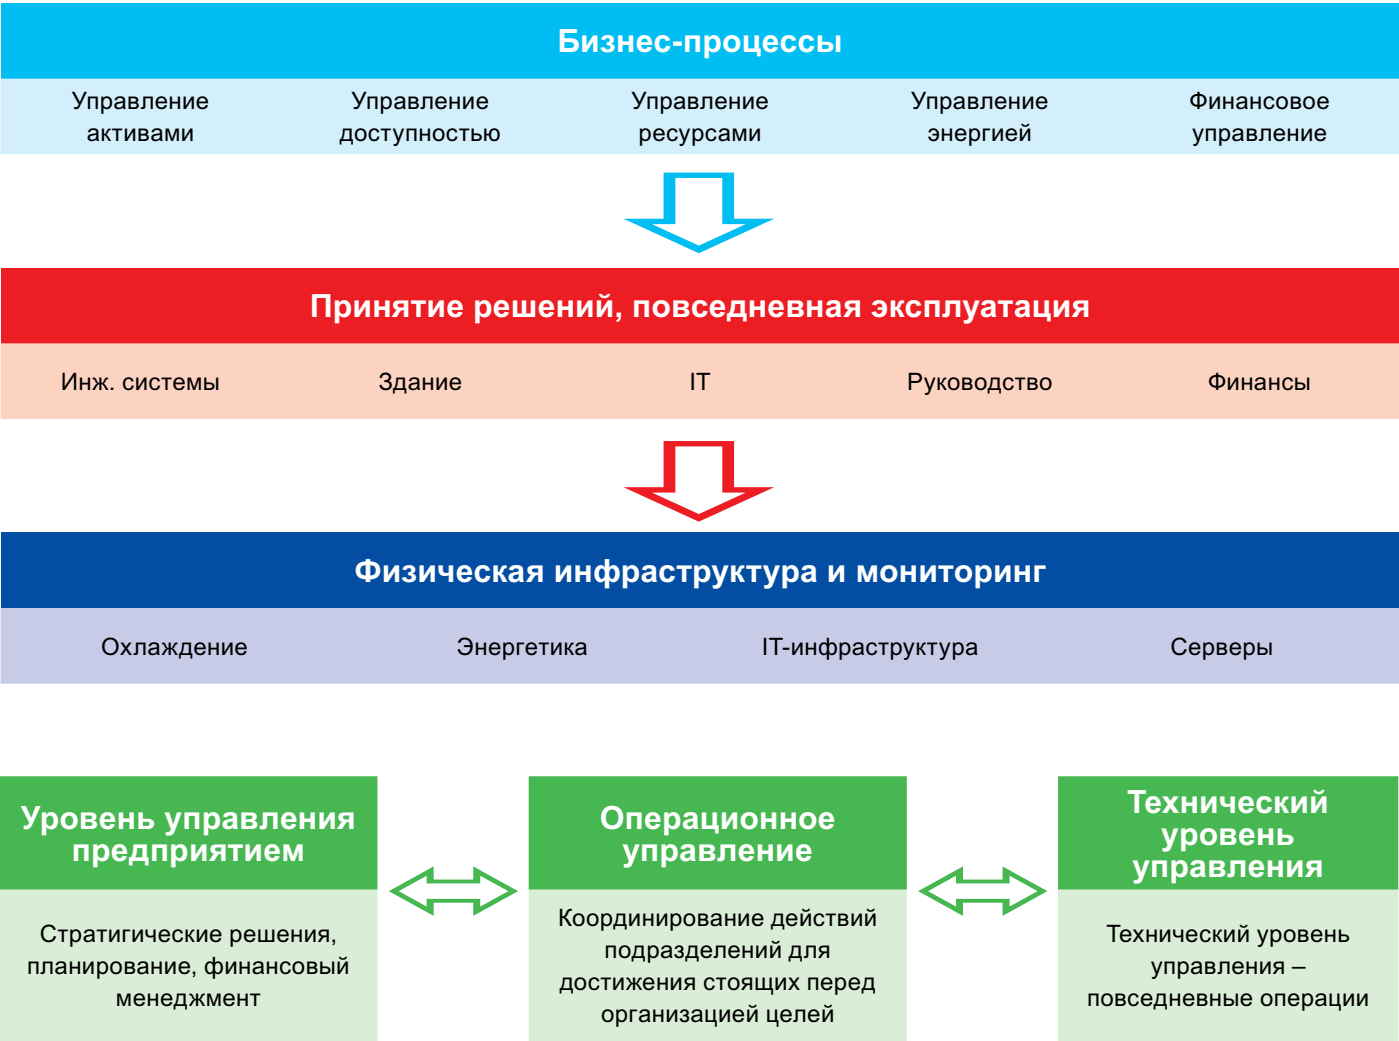 Бизнес-процессы
Управление активами
Управление доступностью
Управление ресурсами
Управление энергией
Финансовое управление
Принятие решений, повседневная эксплуатация
Инж. системы
Здание
IT
Руководство
Финансы
Физическая инфраструктура и мониторинг
Охлаждение
Энергетика
IT-инфраструктура
Серверы
Уровень управления
предприятием
Стратигические решения,
планирование, финансовый
менеджмент
Операционное
управление
Координирование действий
подразделений для
достижения стоящих перед
организацией целей
Технический
уровень
управления
Технический уровень
управления –
повседневные операции